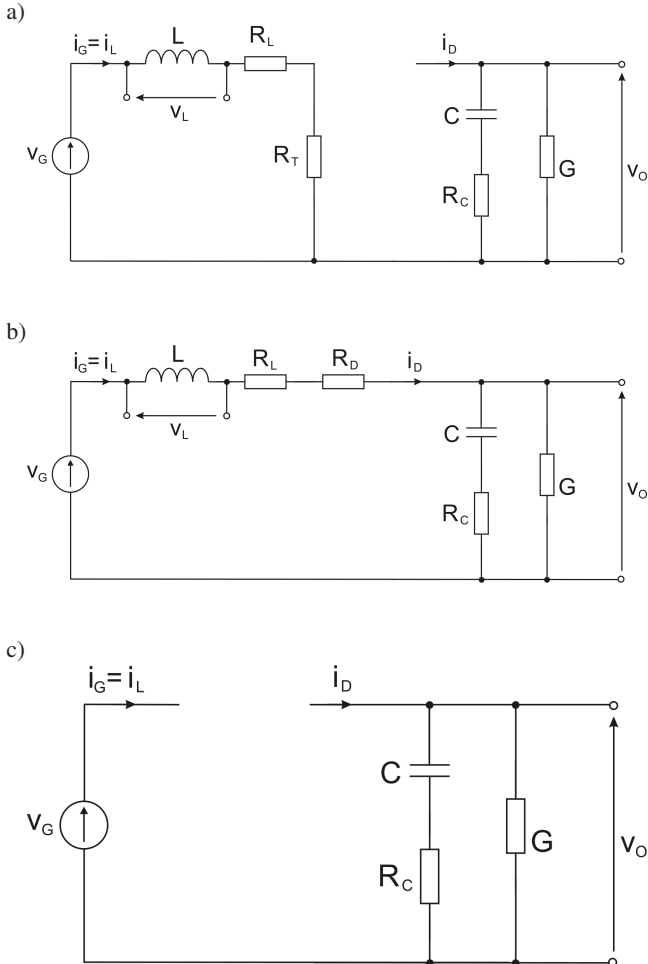 a)
i_G = i_L L R_L i_D
v_L
C
v_G R_T G v_O
R_C
b)
i_G = i_L L R_L R_D i_D
v_L
C
v_G G v_O
R_C
c)
i_G = i_L i_D
C
v_G G v_O
R_C